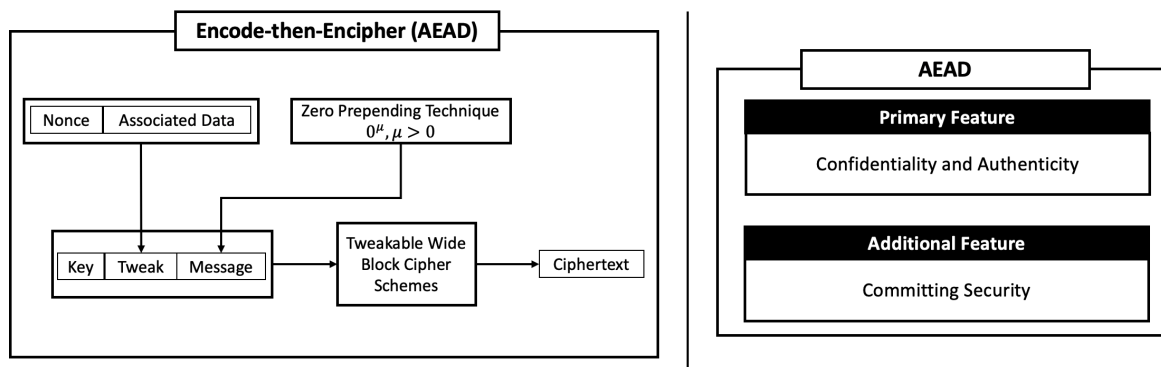 Encode-then-Encipher (AEAD)
Nonce Associated Data
Zero Prepending Technique
0^μ, μ > 0
Key Tweak Message
Tweakable Wide
Block Cipher
Schemes
Ciphertext
AEAD
Primary Feature
Confidentiality and Authenticity
Additional Feature
Committing Security